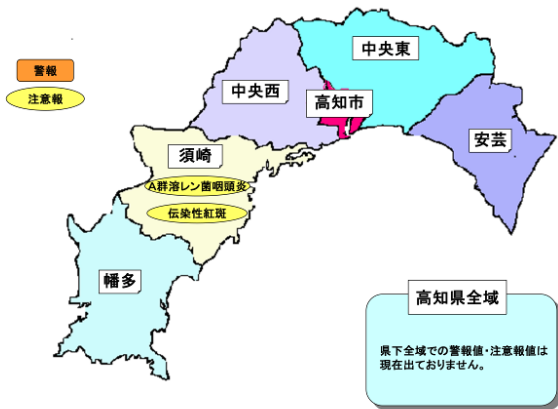 警報
注意報
中央東
中央西
高知市
安芸
須崎
A群溶レン菌咽頭炎
伝染性紅斑
幡多
高知県全域
県下全域での警報値・注意報値は
現在出ておりません。